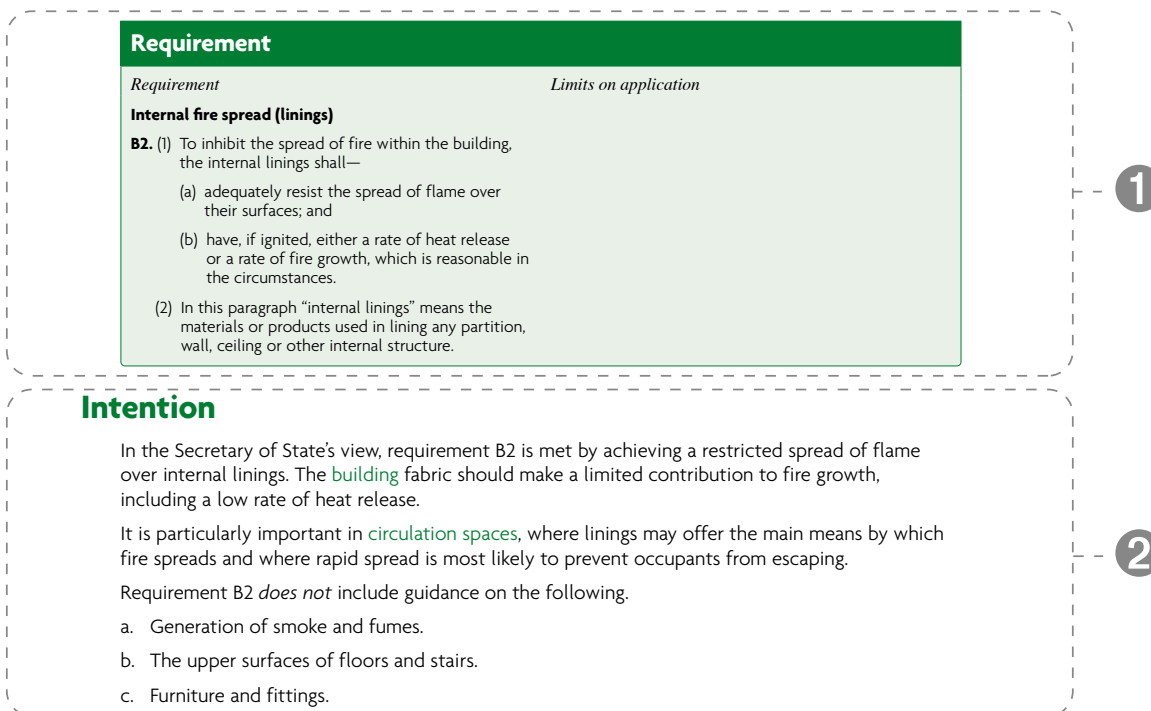 Requirement
Requirement Limits on application
Internal fire spread (linings)
B2. (1) To inhibit the spread of fire within the building,
the internal linings shall—
(a) adequately resist the spread of flame over
their surfaces; and
(b) have, if ignited, either a rate of heat release
or a rate of fire growth, which is reasonable in
the circumstances.
(2) In this paragraph “internal linings” means the
materials or products used in lining any partition,
wall, ceiling or other internal structure.
1
Intention
In the Secretary of State’s view, requirement B2 is met by achieving a restricted spread of flame
over internal linings. The building fabric should make a limited contribution to fire growth,
including a low rate of heat release.
It is particularly important in circulation spaces, where linings may offer the main means by which
fire spreads and where rapid spread is most likely to prevent occupants from escaping.
Requirement B2 does not include guidance on the following.
a. Generation of smoke and fumes.
b. The upper surfaces of floors and stairs.
c. Furniture and fittings.
2